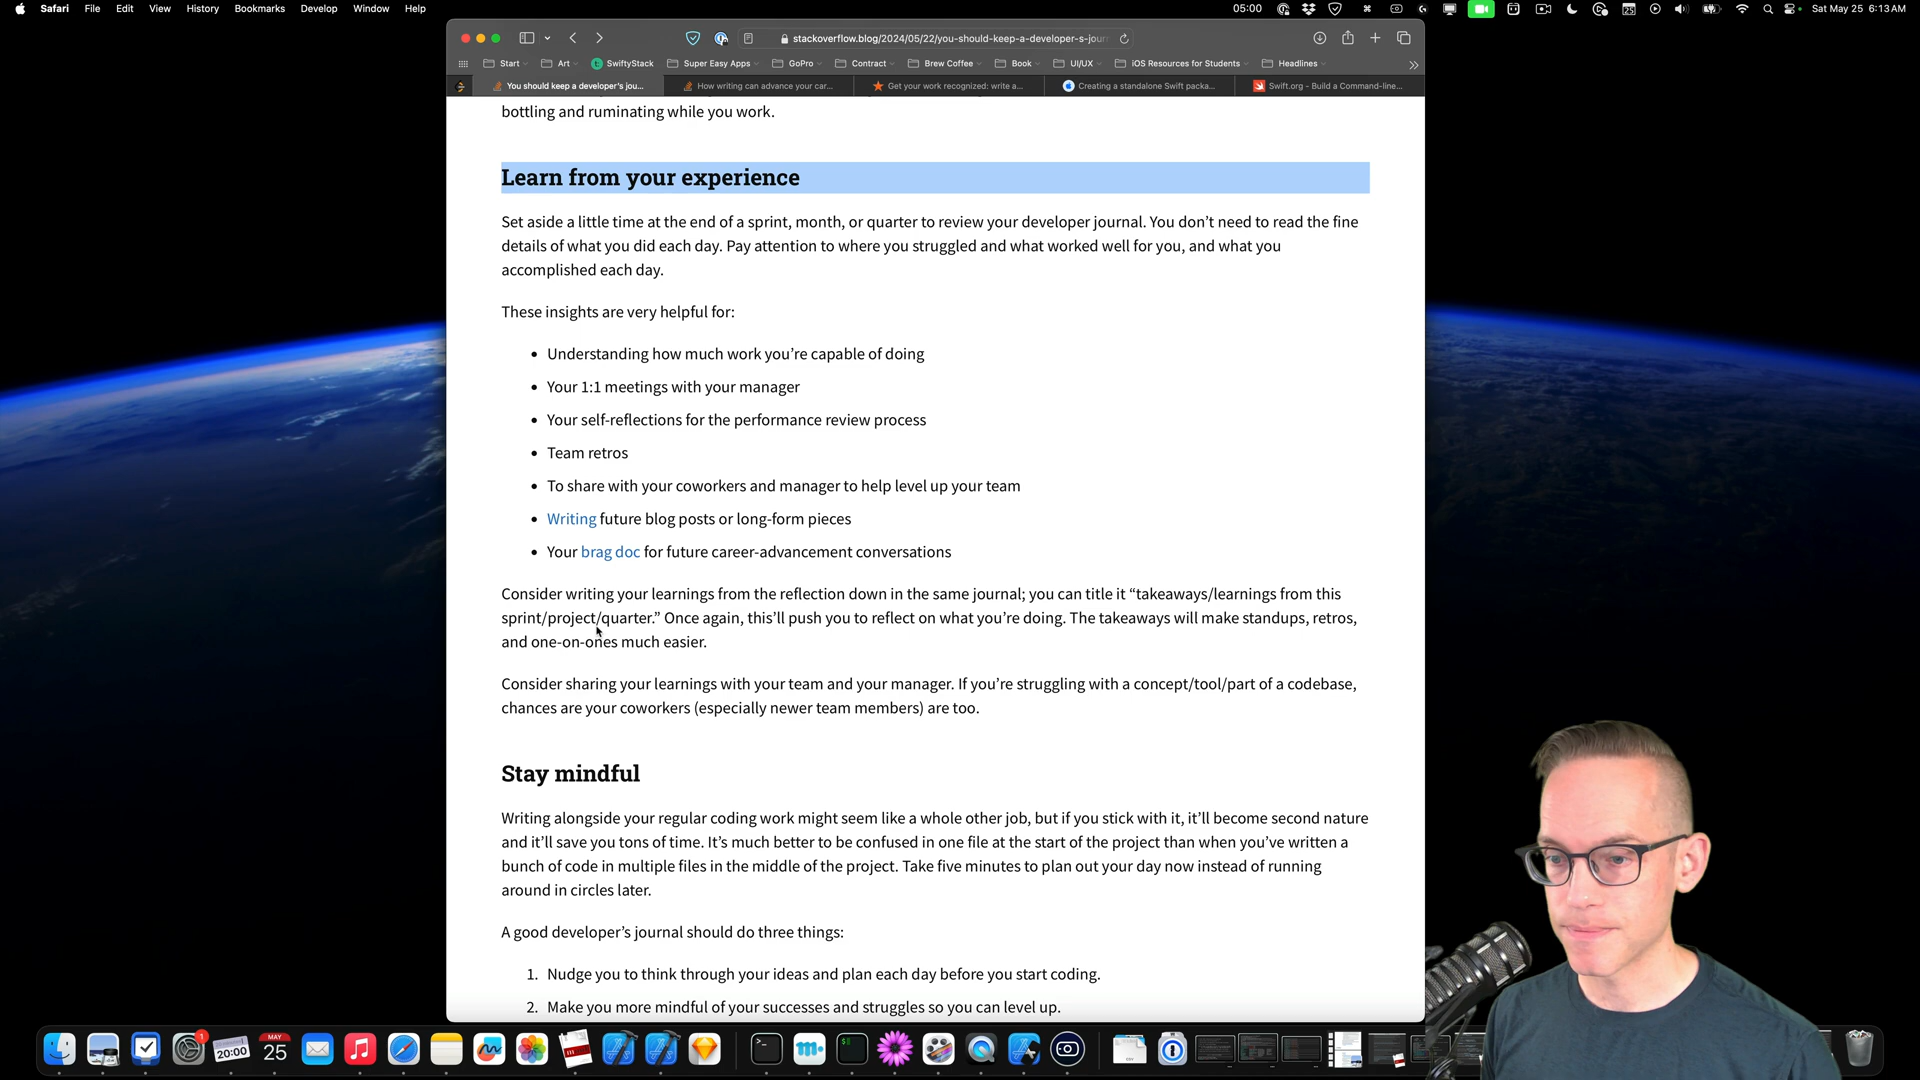 Safari File Edit View History Bookmarks Develop Window Help 05:00 Sat May 25 6:13 AM
stackoverflow.blog/2024/05/22/you-should-keep-a-developer-s-jour
Start Art SwiftyStack Super Easy Apps GoPro Contract Brew Coffee Book UI/UX iOS Resources for Students Headlines
You should keep a developer's jou... How writing can advance your car... Get your work recognized: write a... Creating a standalone Swift packa... Swift.org - Build a Command-line...
bottling and ruminating while you work.
Learn from your experience
Set aside a little time at the end of a sprint, month, or quarter to review your developer journal. You don’t need to read the fine
details of what you did each day. Pay attention to where you struggled and what worked well for you, and what you
accomplished each day.
These insights are very helpful for:
• Understanding how much work you’re capable of doing
• Your 1:1 meetings with your manager
• Your self-reflections for the performance review process
• Team retros
• To share with your coworkers and manager to help level up your team
• Writing future blog posts or long-form pieces
• Your brag doc for future career-advancement conversations
Consider writing your learnings from the reflection down in the same journal; you can title it “takeaways/learnings from this
sprint/project/quarter.” Once again, this’ll push you to reflect on what you’re doing. The takeaways will make standups, retros,
and one-on-ones much easier.
Consider sharing your learnings with your team and your manager. If you’re struggling with a concept/tool/part of a codebase,
chances are your coworkers (especially newer team members) are too.
Stay mindful
Writing alongside your regular coding work might seem like a whole other job, but if you stick with it, it’ll become second nature
and it’ll save you tons of time. It’s much better to be confused in one file at the start of the project than when you’ve written a
bunch of code in multiple files in the middle of the project. Take five minutes to plan out your day now instead of running
around in circles later.
A good developer’s journal should do three things:
1. Nudge you to think through your ideas and plan each day before you start coding.
2. Make you more mindful of your successes and struggles so you can level up.
1 20:00 MAY 25